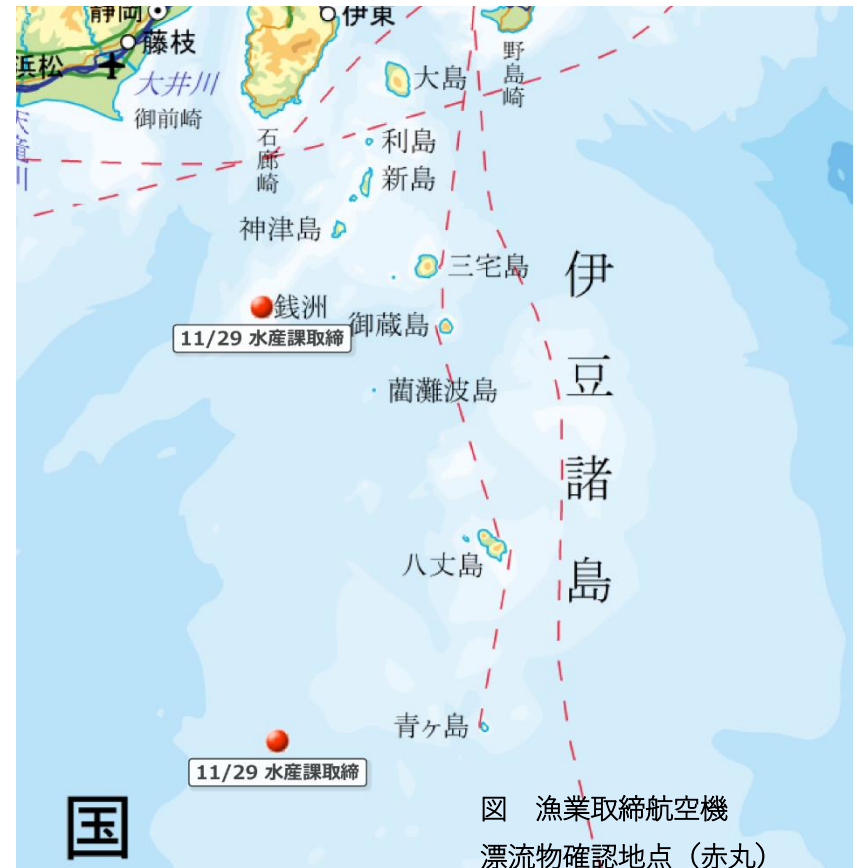 静岡
伊東
藤枝
浜松
大井川
御前崎
天竜川
石廊崎
野島崎
大島
利島
新島
神津島
三宅島
銭洲
11/29 水産課取締
御蔵島
藺灘波島
伊豆諸島
八丈島
青ヶ島
11/29 水産課取締
国
図　漁業取締航空機
漂流物確認地点（赤丸）